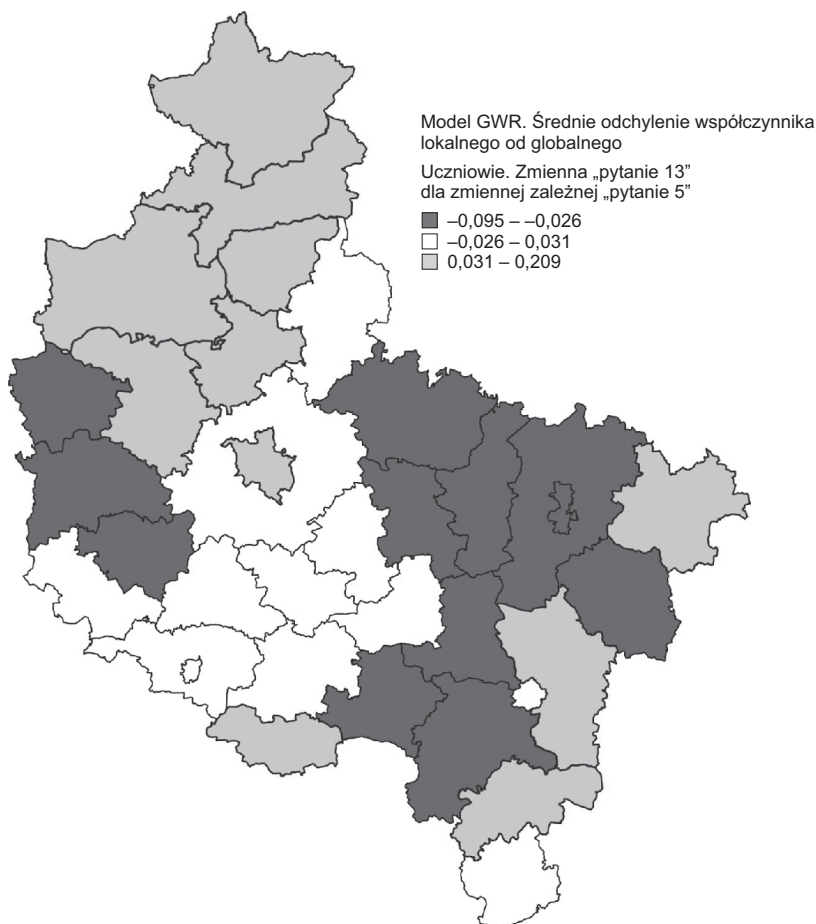 Model GWR. Średnie odchylenie współczynnika
lokalnego od globalnego
Uczniowie. Zmienna „pytanie 13”
dla zmiennej zależnej „pytanie 5”
–0,095 – –0,026
–0,026 – 0,031
0,031 – 0,209